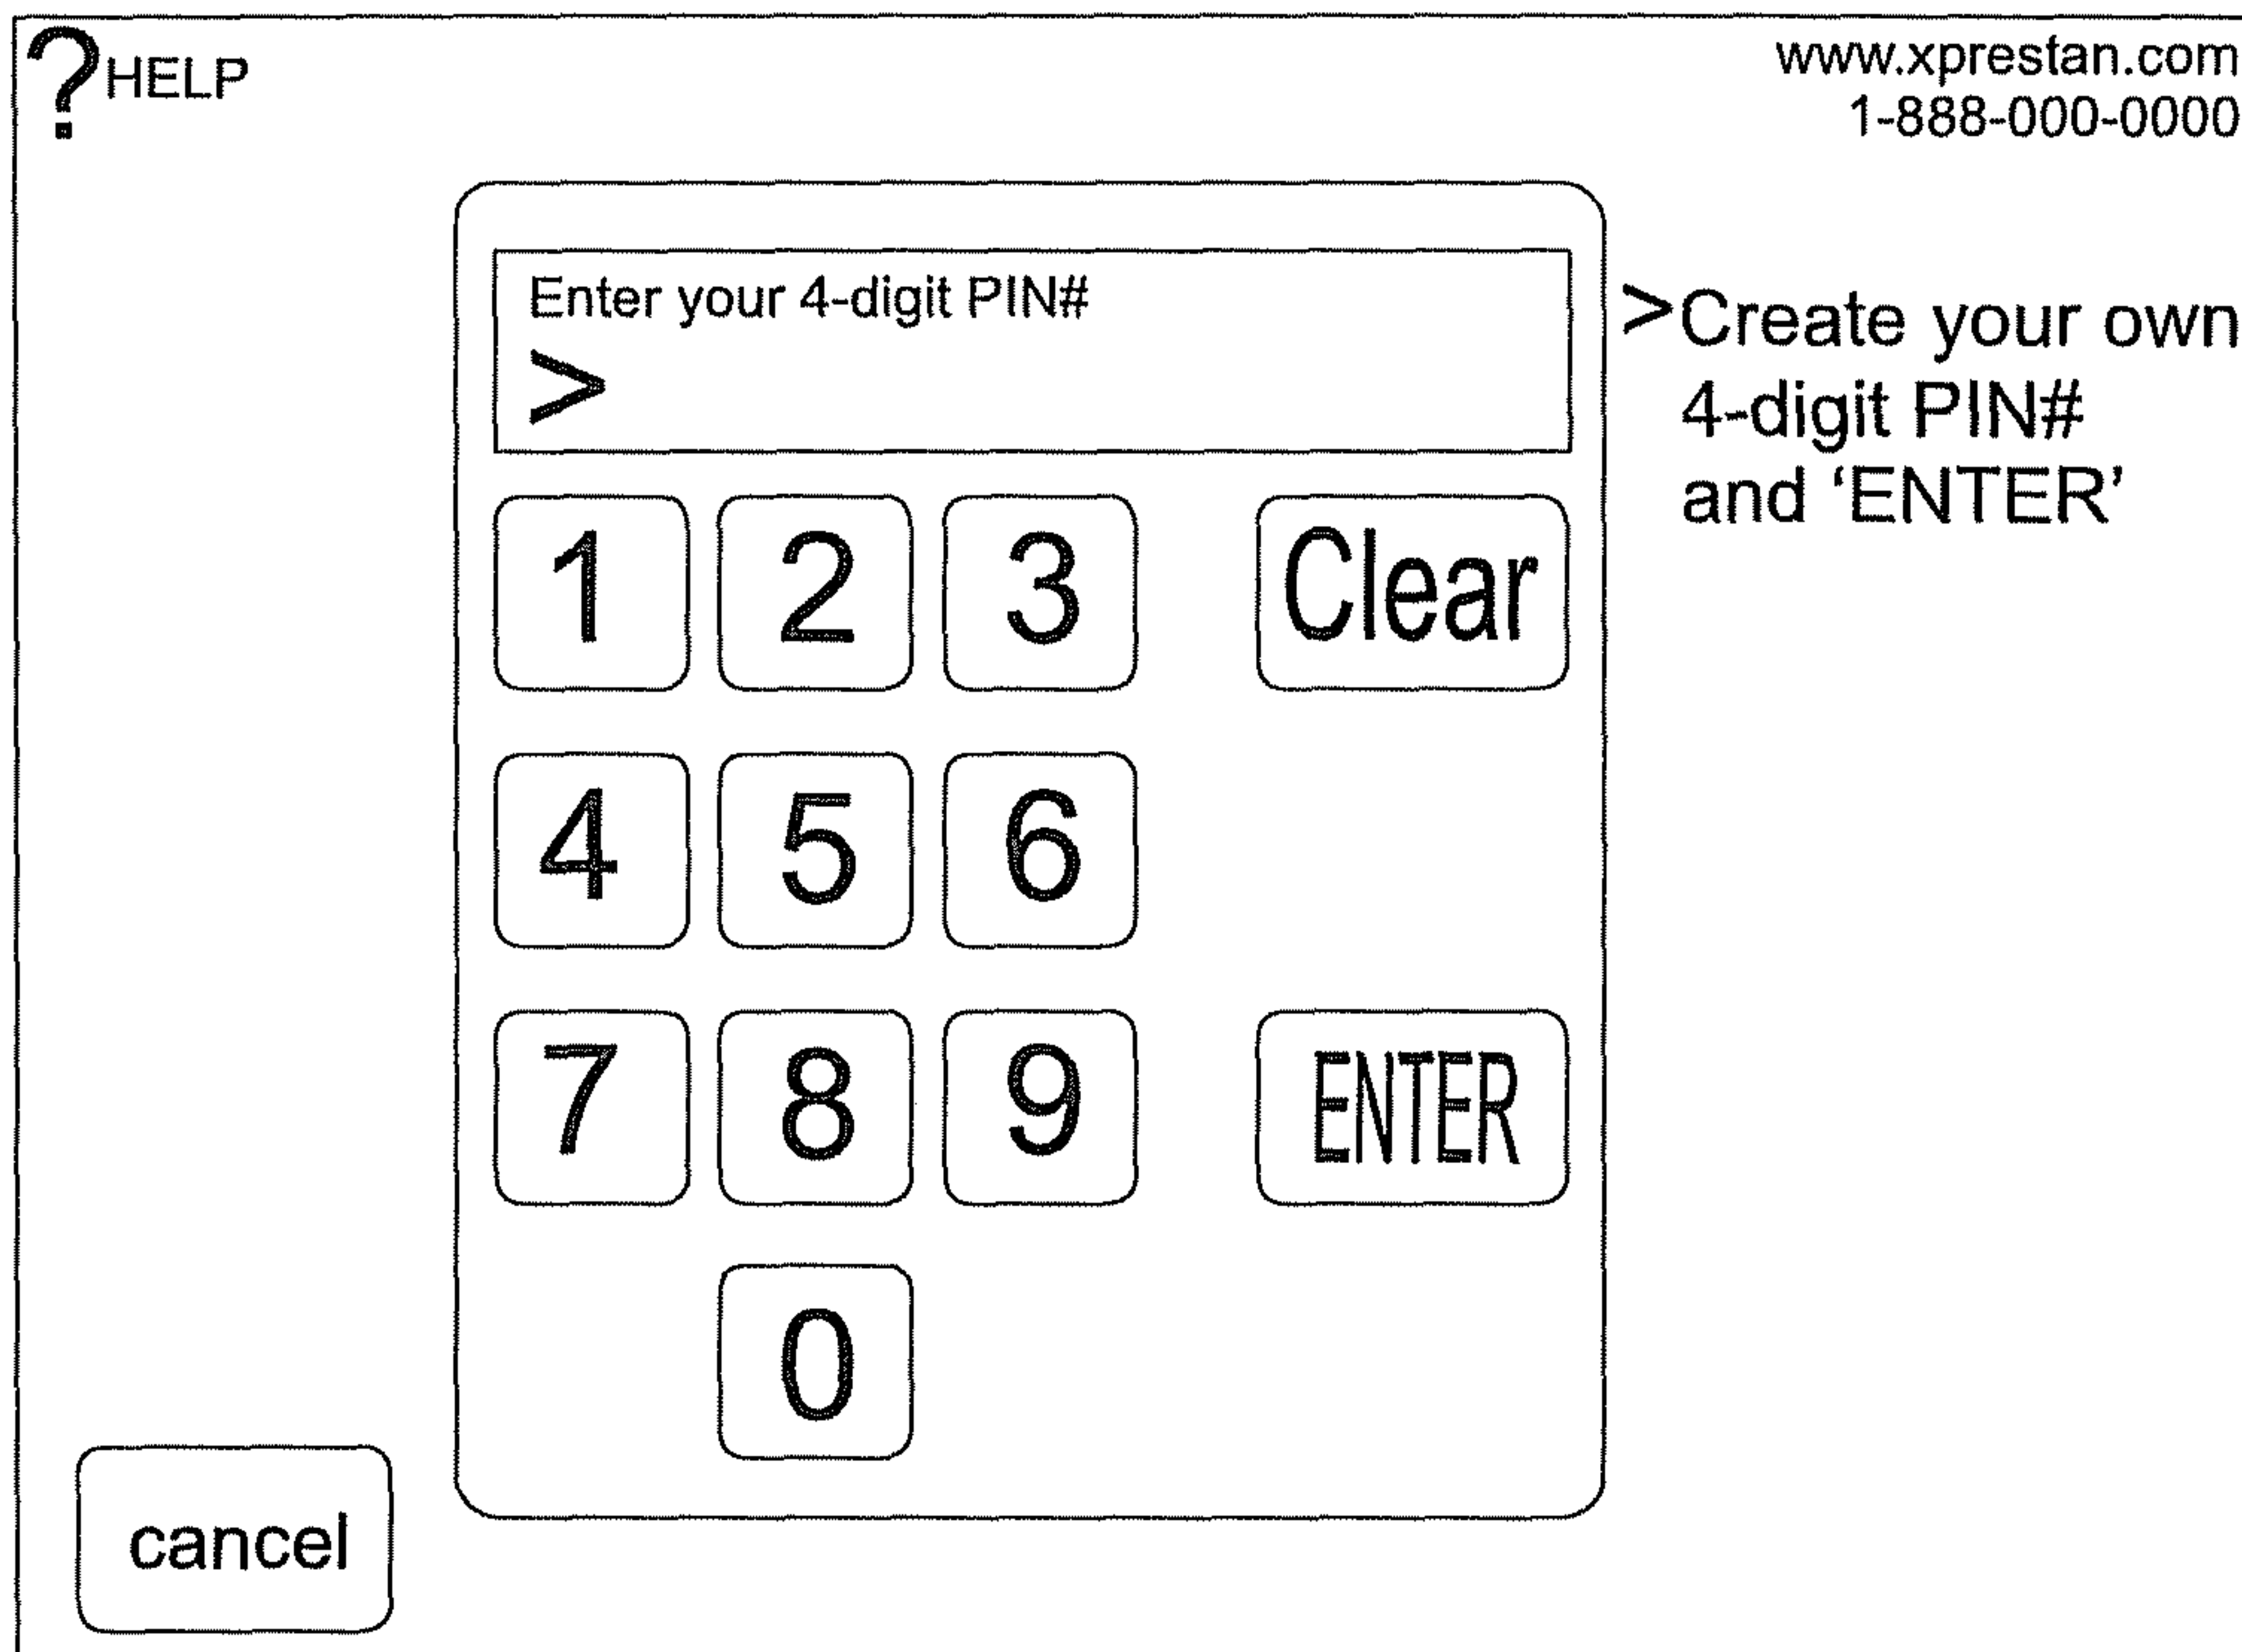 ? HELP
www.xprestan.com
1-888-000-0000
Enter your 4-digit PIN#
>
>Create your own
4-digit PIN#
and ‘ENTER’
1 2 3 Clear
4 5 6
7 8 9 ENTER
0
cancel